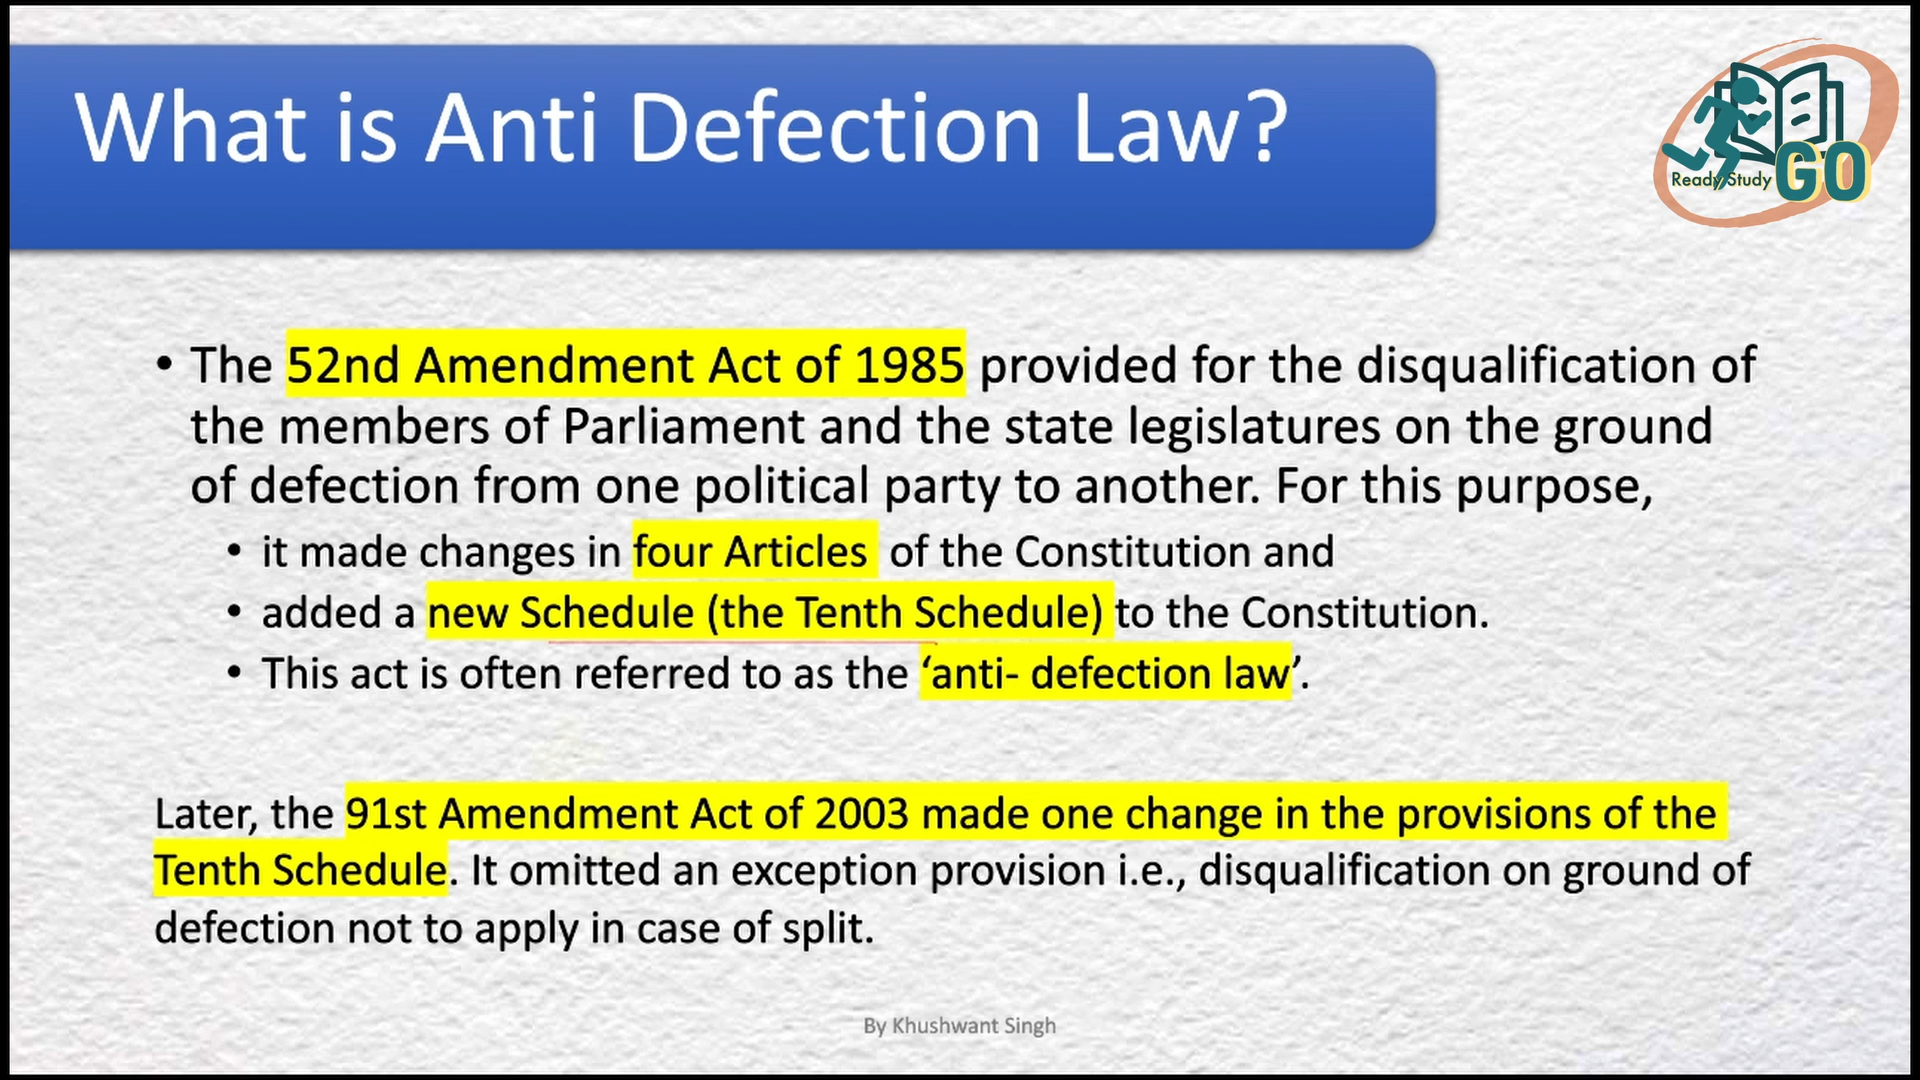 What is Anti Defection Law?
Ready Study GO
• The 52nd Amendment Act of 1985 provided for the disqualification of
the members of Parliament and the state legislatures on the ground
of defection from one political party to another. For this purpose,
• it made changes in four Articles of the Constitution and
• added a new Schedule (the Tenth Schedule) to the Constitution.
• This act is often referred to as the ‘anti- defection law’.
Later, the 91st Amendment Act of 2003 made one change in the provisions of the
Tenth Schedule. It omitted an exception provision i.e., disqualification on ground of
defection not to apply in case of split.
By Khushwant Singh